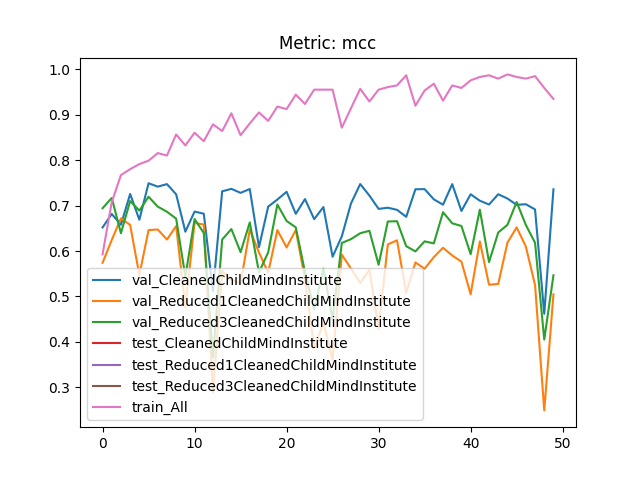 Metric: mcc
1.0
0.9
0.8
0.7
0.6
0.5
0.4
0.3
val_CleanedChildMindInstitute
val_Reduced1CleanedChildMindInstitute
val_Reduced3CleanedChildMindInstitute
test_CleanedChildMindInstitute
test_Reduced1CleanedChildMindInstitute
test_Reduced3CleanedChildMindInstitute
train_All
0 10 20 30 40 50